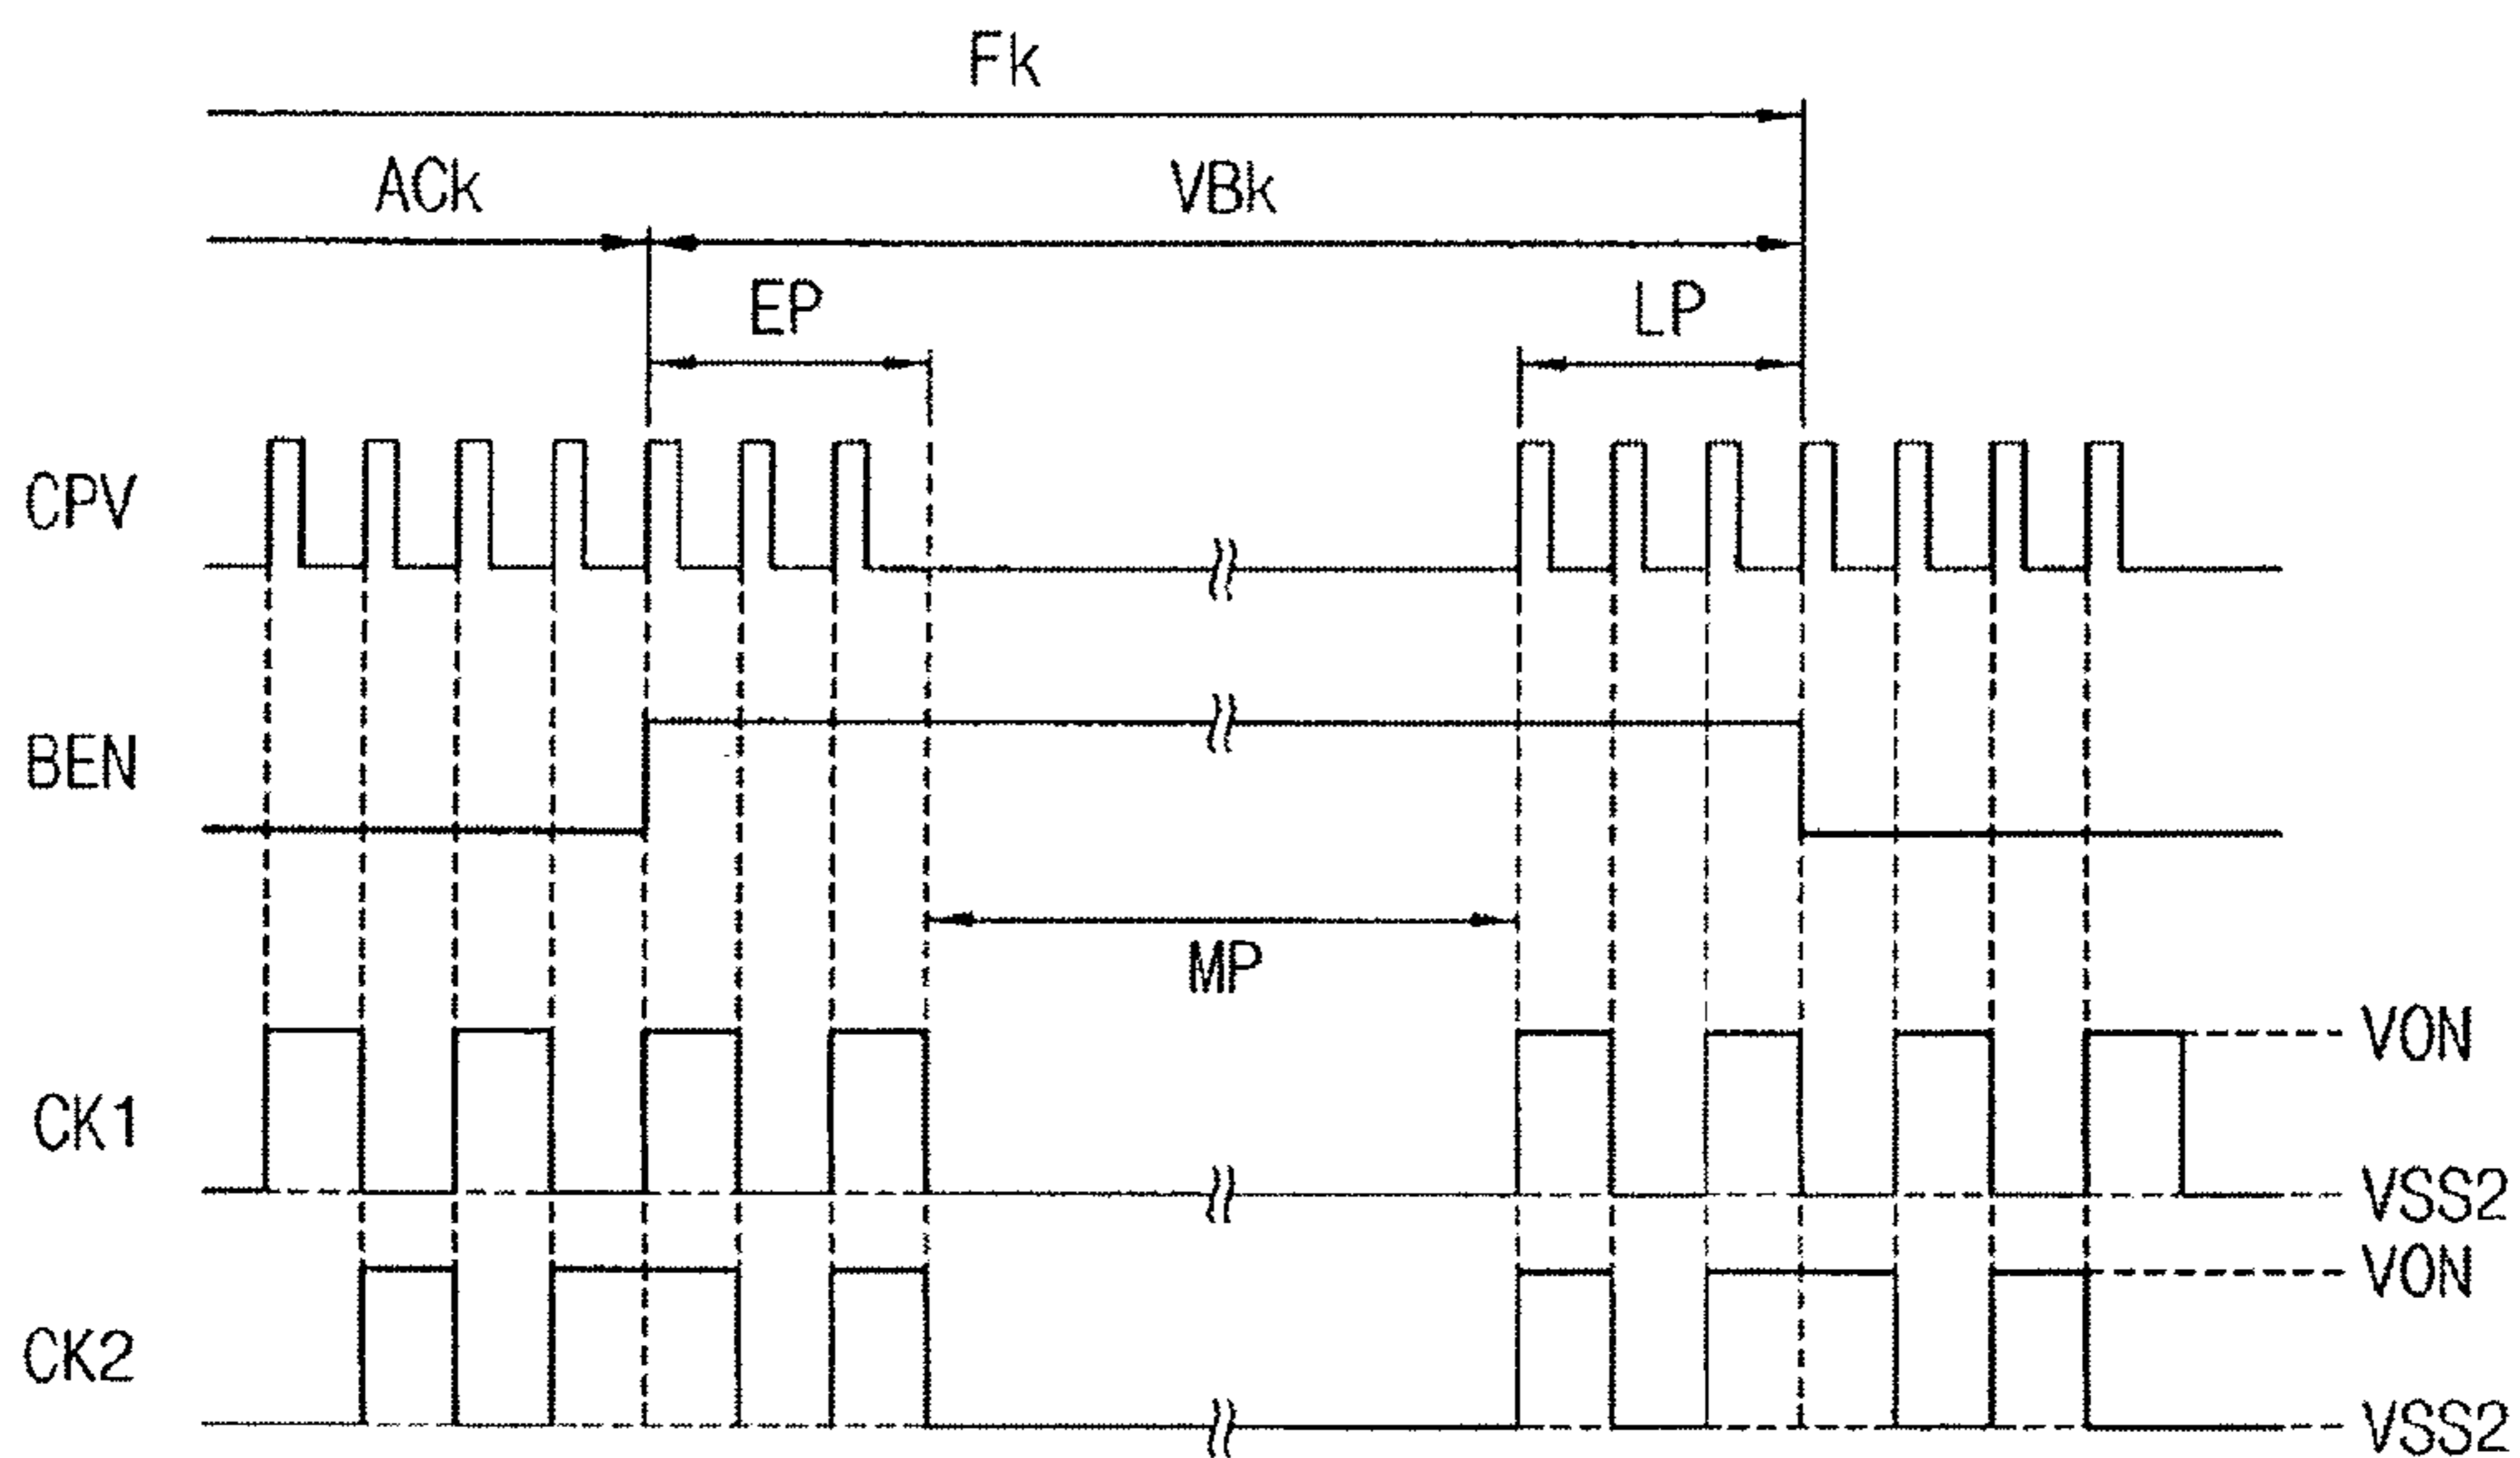 Fk
ACk
VBk
EP
LP
CPV
BEN
MP
VON
CK1
VSS2
VON
CK2
VSS2